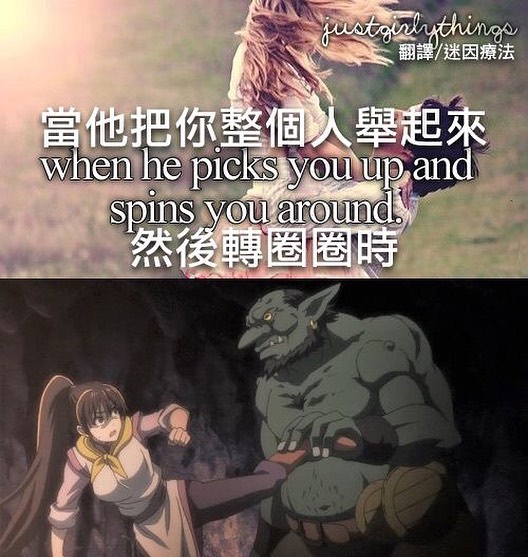 justgirlythings
翻譯/迷因療法
當他把你整個人舉起來
when he picks you up and
spins you around.
然後轉圈圈時